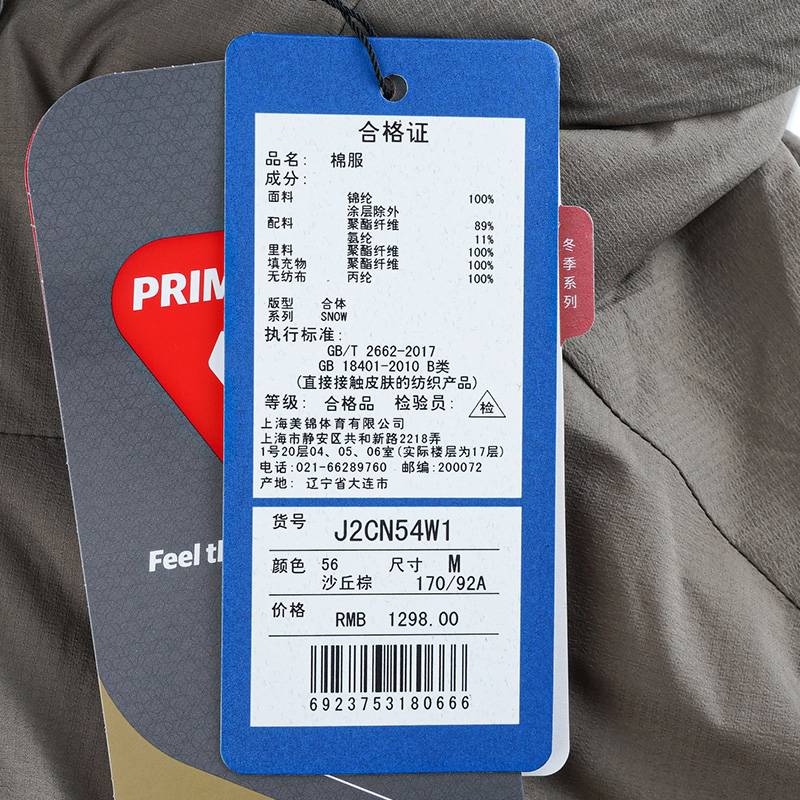 合格证
品名： 棉服
成分：
面料 锦纶 100%
涂层除外
配料 聚酯纤维 89%
氨纶 11%
里料 聚酯纤维 100%
填充物 聚酯纤维 100%
无纺布 丙纶 100%
版型 合体
系列 SNOW
执行标准：
GB/T 2662-2017
GB 18401-2010 B类
(直接接触皮肤的纺织产品)
等级： 合格品 检验员： 检
上海美锦体育有限公司
上海市静安区共和新路2218弄
1号20层04、05、06室(实际楼层为17层)
电话:021-66289760 邮编:200072
产地： 辽宁省大连市
货号 J2CN54W1
颜色 56 尺寸 M
沙丘棕 170/92A
价格 RMB 1298.00
6923753180666
PRIM
Feel th
冬季系列